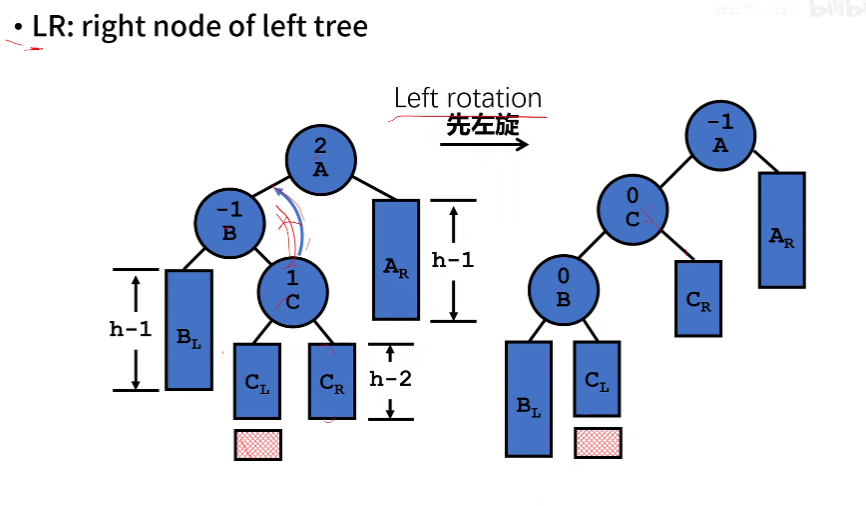 • LR: right node of left tree
Left rotation
先左旋
2
A
-1
B
1
C
A_R
h-1
h-1
B_L
C_L
C_R
h-2
-1
A
0
C
A_R
0
B
C_R
B_L
C_L